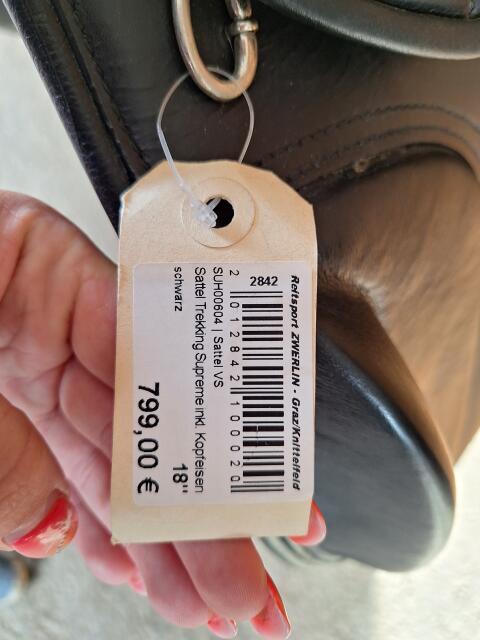 Reitsport ZWERLIN - Graz/Knittelfeld
2842
2 012842 100020
SUH00604 | Sattel VS
Sattel Trekking Supreme inkl. Kopfeisen
18''
schwarz
799,00 €